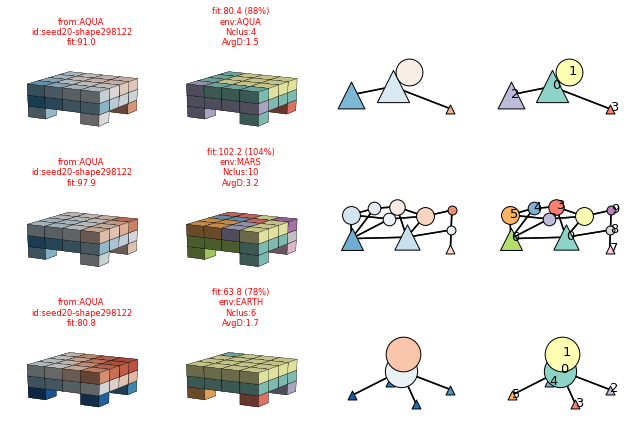 from:AQUA
id:seed20-shape298122
fit:91.0
fit:80.4 (88%)
env:AQUA
Nclus:4
AvgD:1.5
1
2
0
3
from:AQUA
id:seed20-shape298122
fit:97.9
fit:102.2 (104%)
env:MARS
Nclus:10
AvgD:3.2
5
4
3
9
6
0
8
7
from:AQUA
id:seed20-shape298122
fit:80.8
fit:63.8 (78%)
env:EARTH
Nclus:6
AvgD:1.7
1
0
4
2
5
3